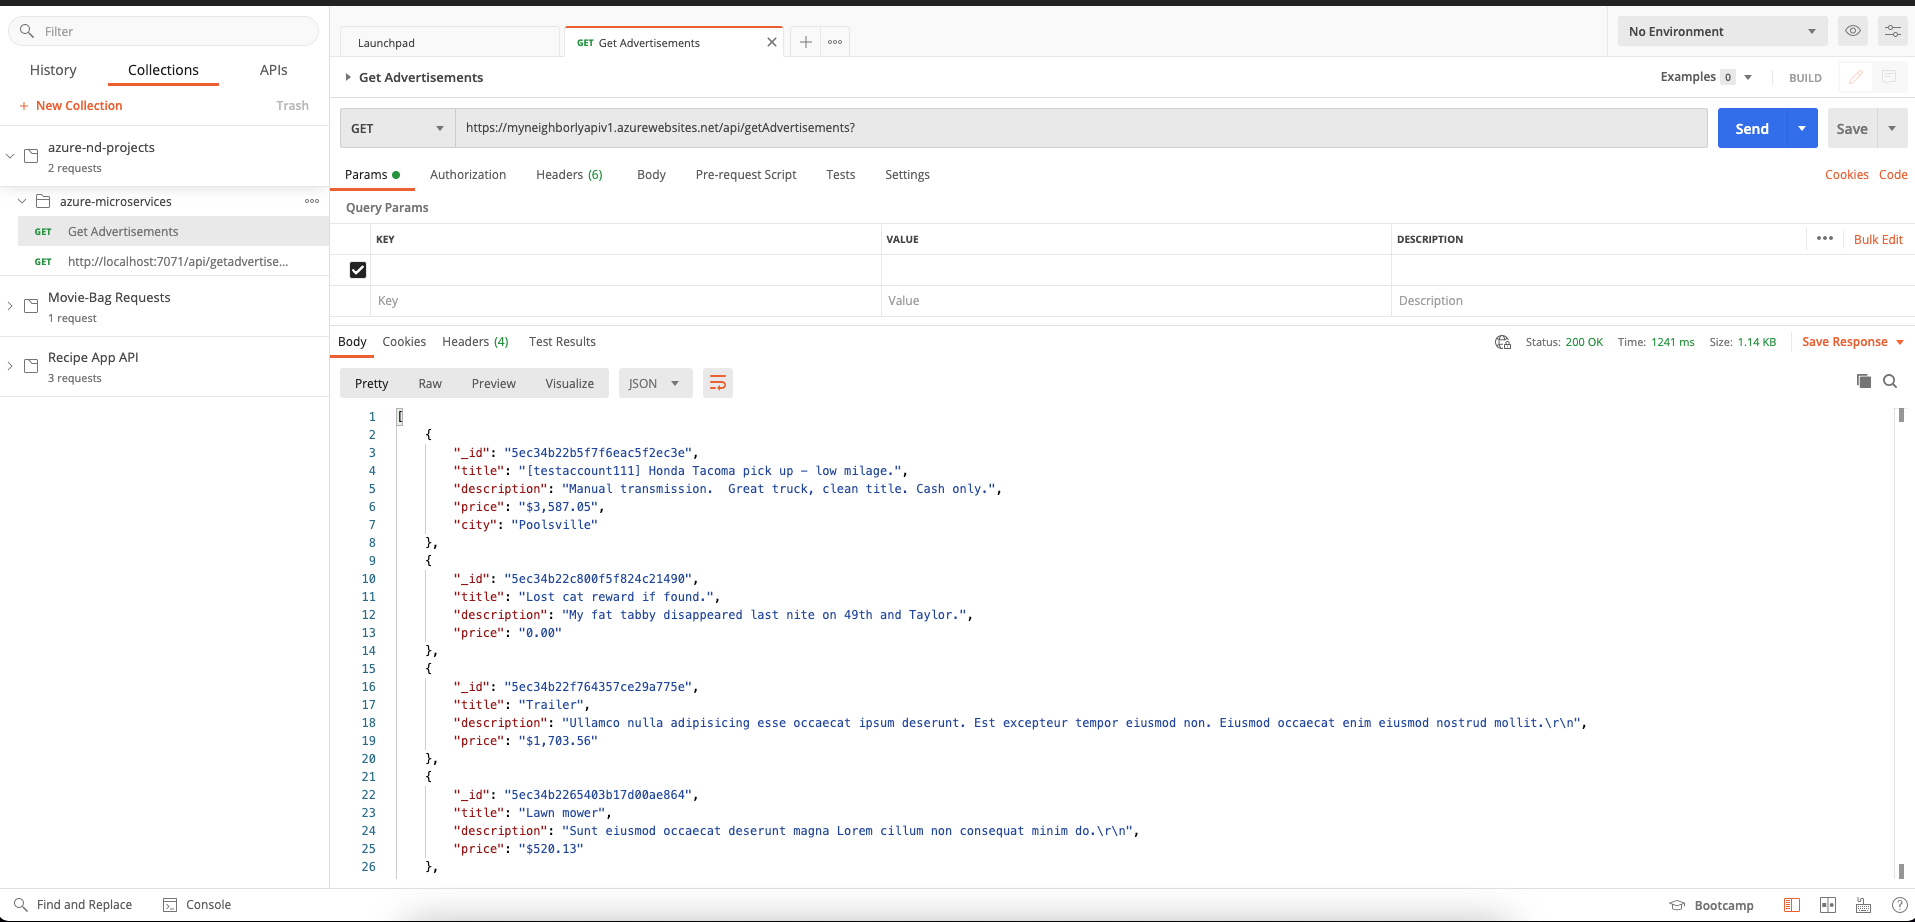 Filter
History Collections APIs
+ New Collection Trash
azure-nd-projects
2 requests
azure-microservices
GET Get Advertisements
GET http://localhost:7071/api/getadvertise...
Movie-Bag Requests
1 request
Recipe App API
3 requests
Launchpad GET Get Advertisements
No Environment
Get Advertisements
Examples 0 BUILD
GET https://myneighborlyapiv1.azurewebsites.net/api/getAdvertisements? Send Save
Params Authorization Headers (6) Body Pre-request Script Tests Settings Cookies Code
Query Params
KEY VALUE DESCRIPTION Bulk Edit
Key Value Description
Body Cookies Headers (4) Test Results Status: 200 OK Time: 1241 ms Size: 1.14 KB Save Response
Pretty Raw Preview Visualize JSON
1 [
2 {
3 "_id": "5ec34b22b5f7f6eac5f2ec3e",
4 "title": "[testaccount111] Honda Tacoma pick up – low milage.",
5 "description": "Manual transmission.  Great truck, clean title. Cash only.",
6 "price": "$3,587.05",
7 "city": "Poolsville"
8 },
9 {
10 "_id": "5ec34b22c800f5f824c21490",
11 "title": "Lost cat reward if found.",
12 "description": "My fat tabby disappeared last nite on 49th and Taylor.",
13 "price": "0.00"
14 },
15 {
16 "_id": "5ec34b22f764357ce29a775e",
17 "title": "Trailer",
18 "description": "Ullamco nulla adipisicing esse occaecat ipsum deserunt. Est excepteur tempor eiusmod non. Eiusmod occaecat enim eiusmod nostrud mollit.\r\n",
19 "price": "$1,703.56"
20 },
21 {
22 "_id": "5ec34b2265403b17d00ae864",
23 "title": "Lawn mower",
24 "description": "Sunt eiusmod occaecat deserunt magna Lorem cillum non consequat minim do.\r\n",
25 "price": "$520.13"
26 },
Find and Replace Console Bootcamp